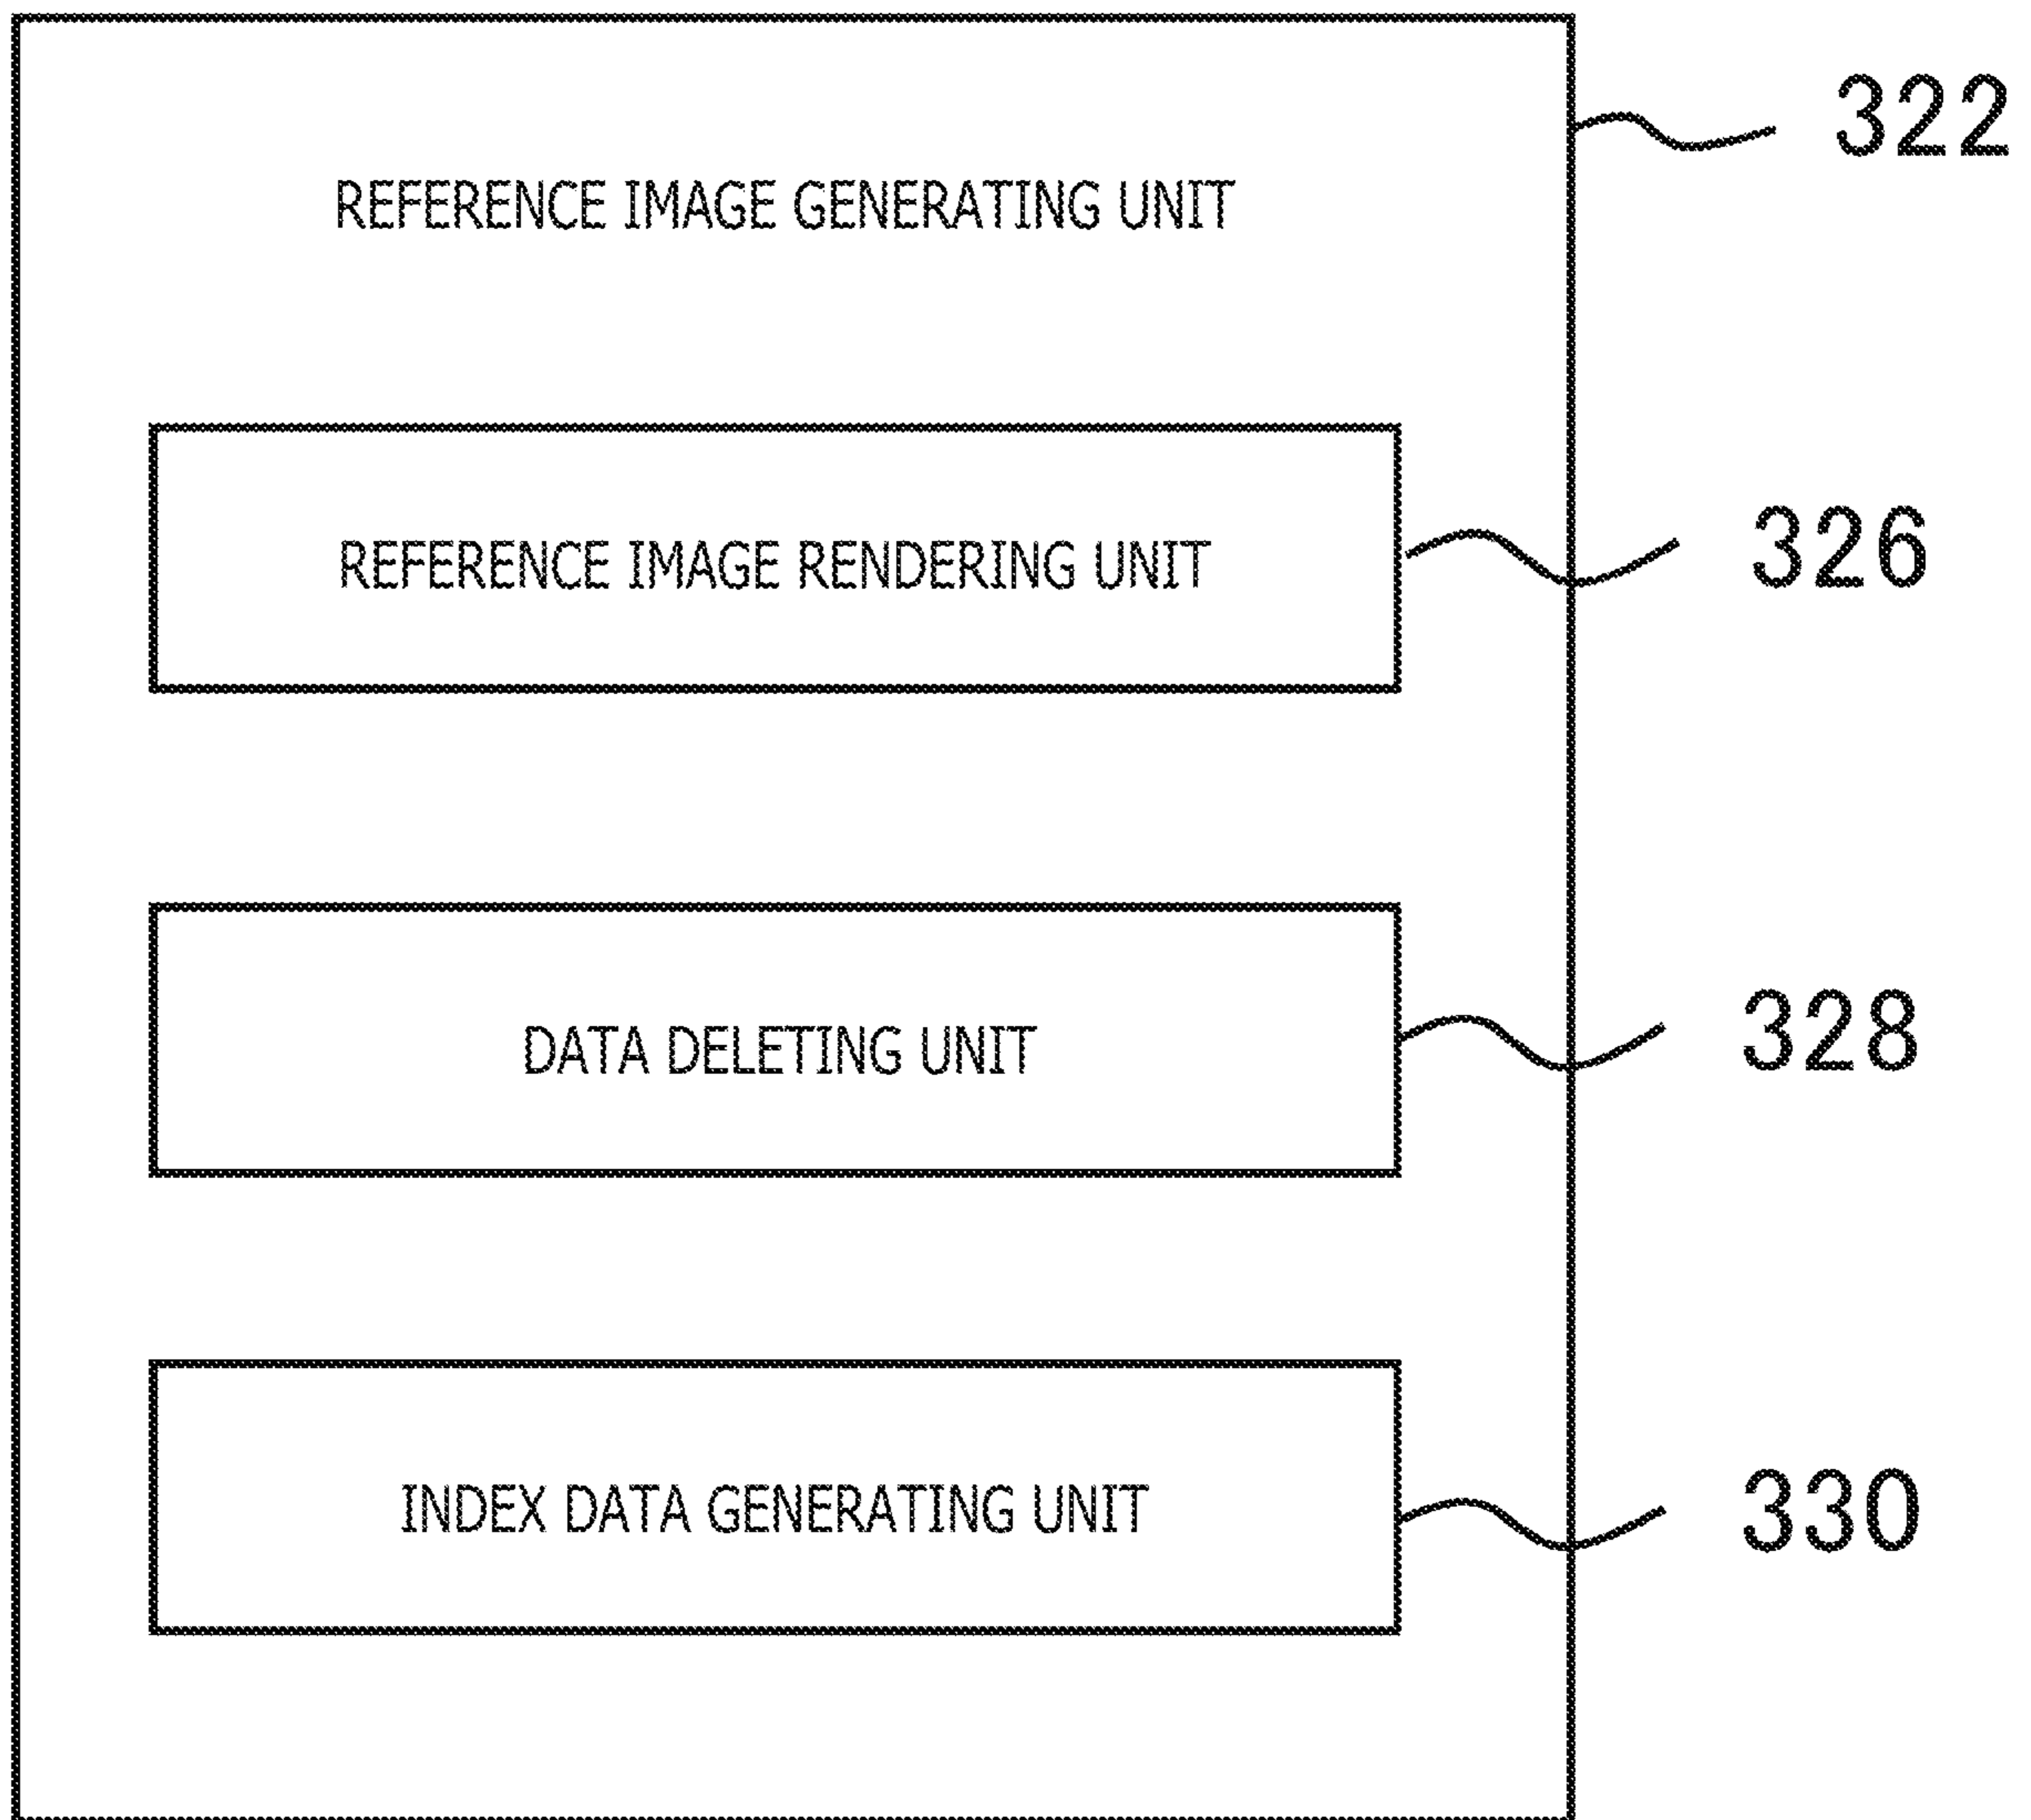 322
REFERENCE IMAGE GENERATING UNIT
REFERENCE IMAGE RENDERING UNIT
326
DATA DELETING UNIT
328
INDEX DATA GENERATING UNIT
330